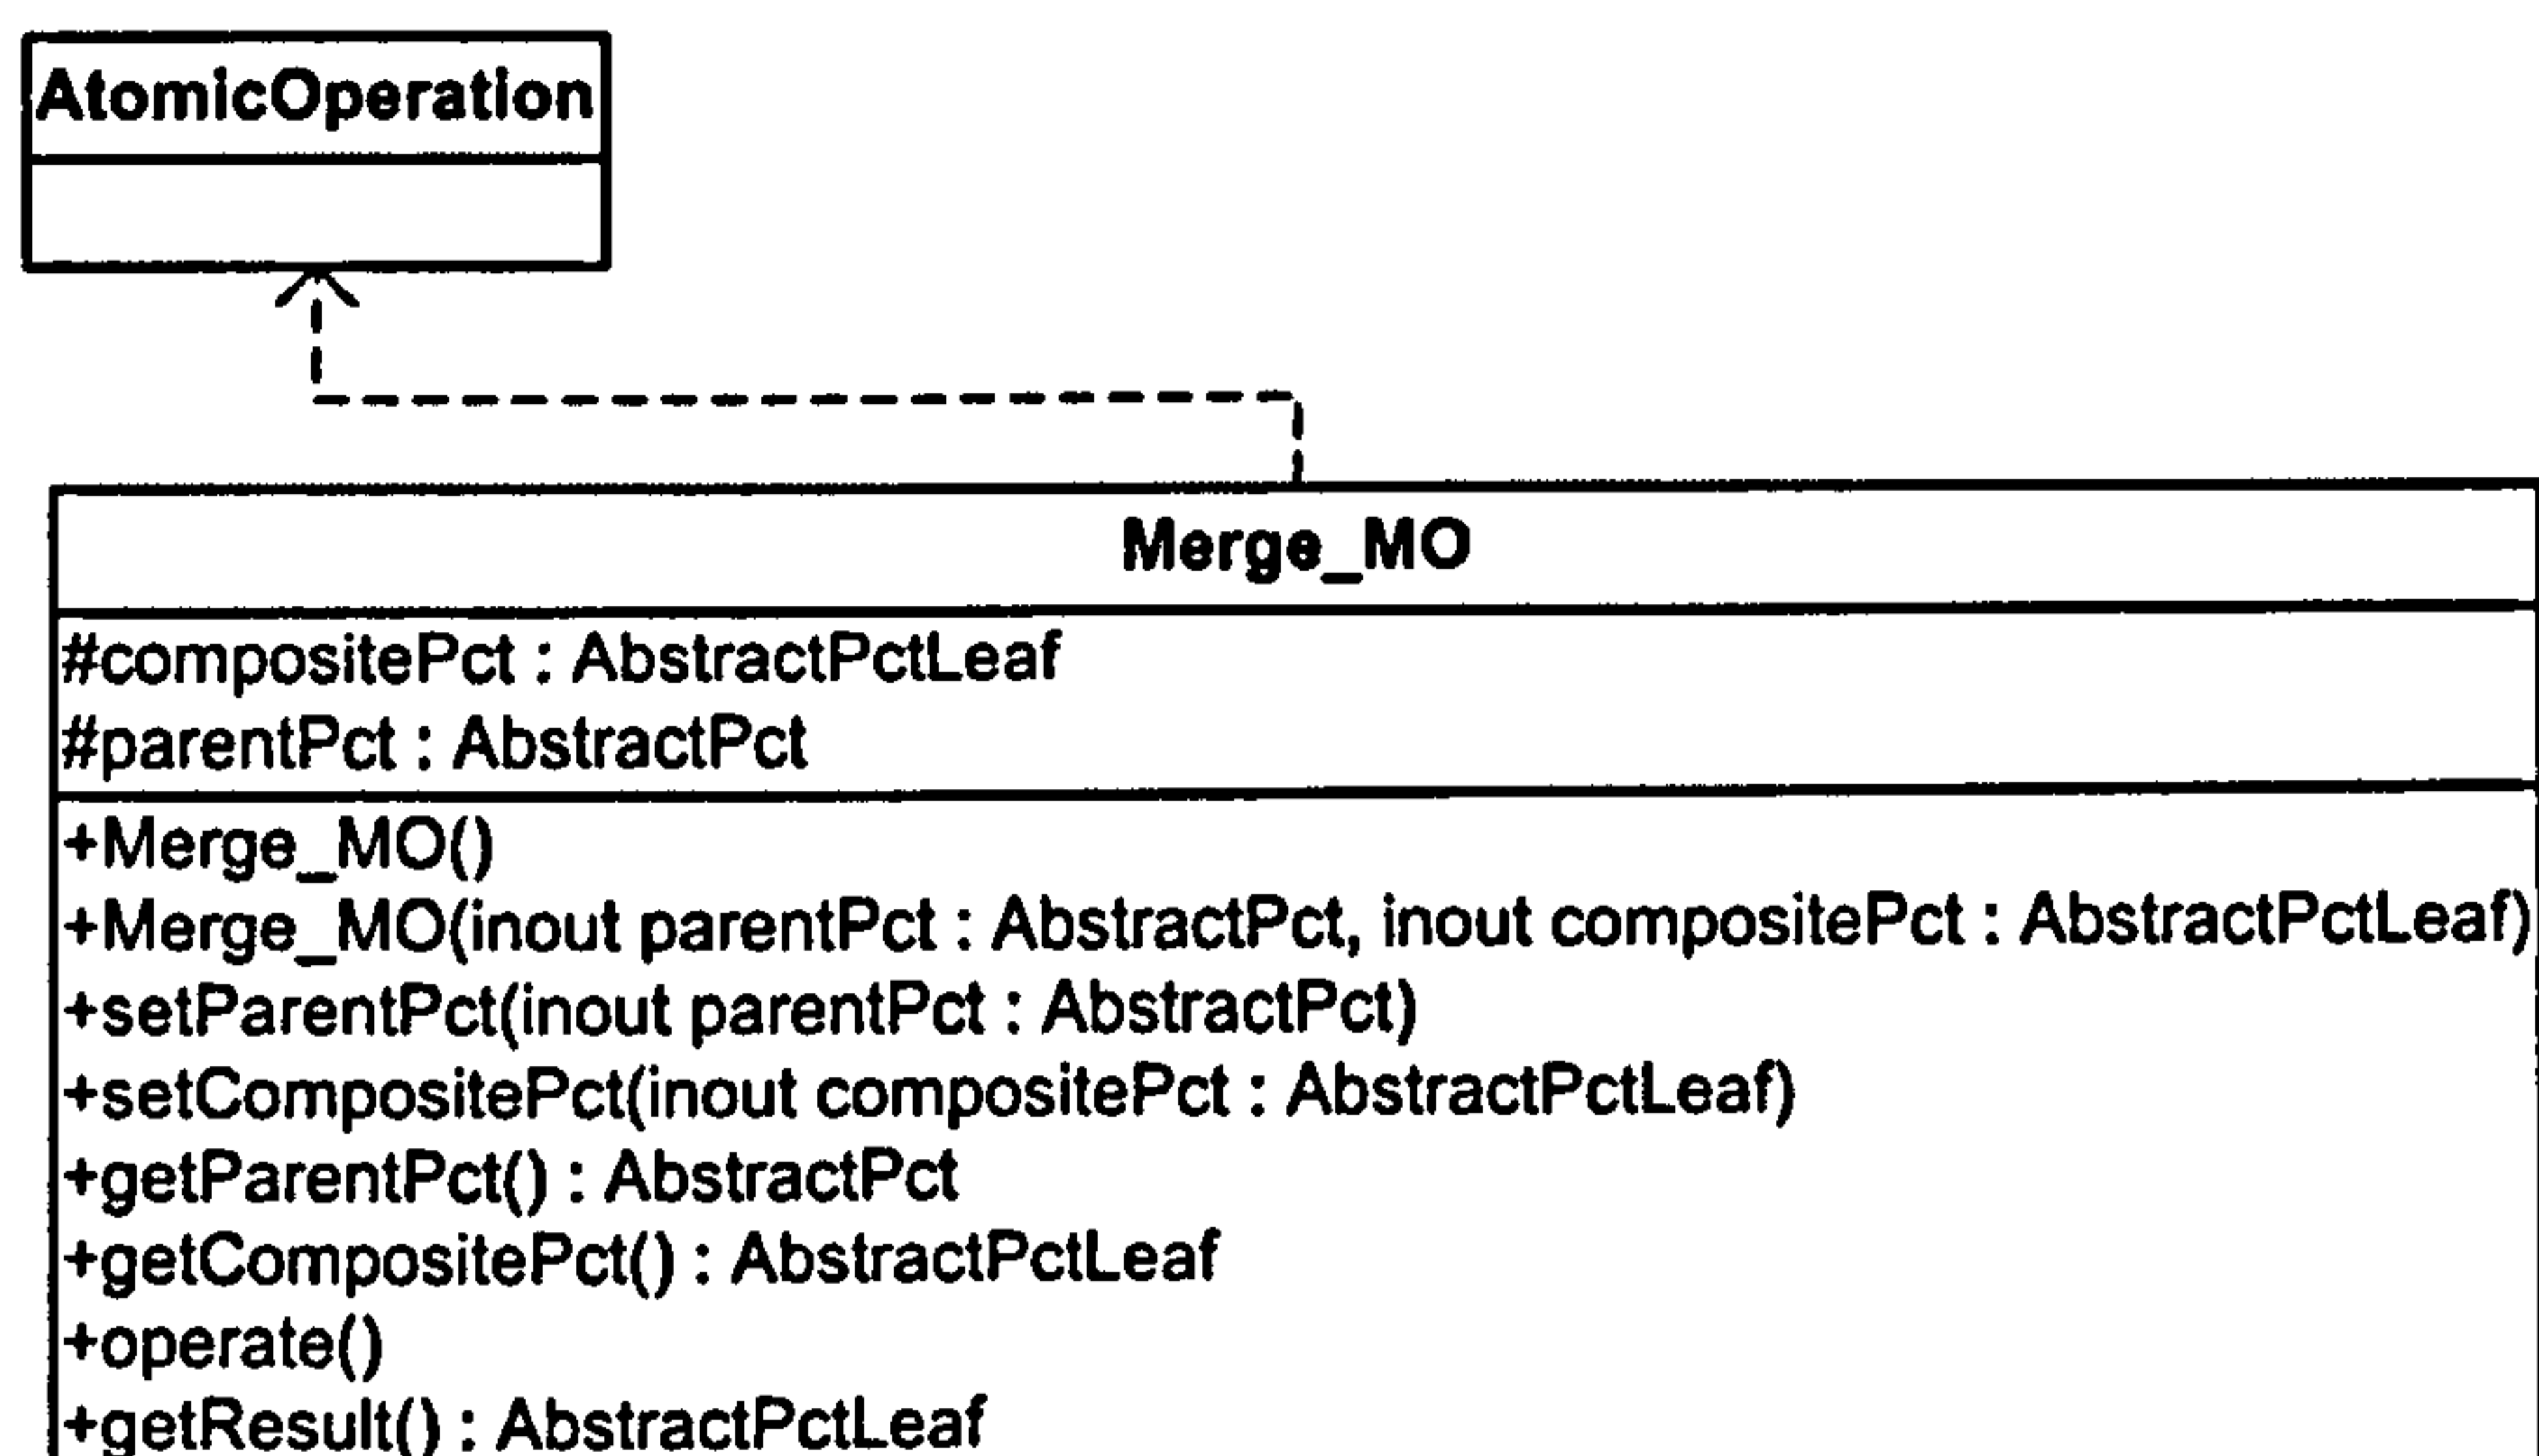 AtomicOperation
Merge_MO
#compositePct : AbstractPctLeaf
#parentPct : AbstractPct
+Merge_MO()
+Merge_MO(inout parentPct : AbstractPct, inout compositePct : AbstractPctLeaf)
+setParentPct(inout parentPct : AbstractPct)
+setCompositePct(inout compositePct : AbstractPctLeaf)
+getParentPct() : AbstractPct
+getCompositePct() : AbstractPctLeaf
+operate()
+getResult() : AbstractPctLeaf